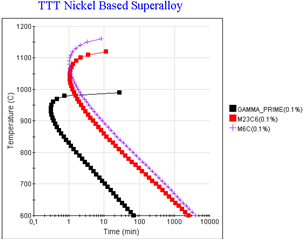 TTT Nickel Based Superalloy
1200
1100
1000
900
800
700
600
Temperature (C)
0,1 1 10 100 1000 10000
Time (min)
GAMMA_PRIME(0.1%)
M23C6(0.1%)
M6C(0.1%)